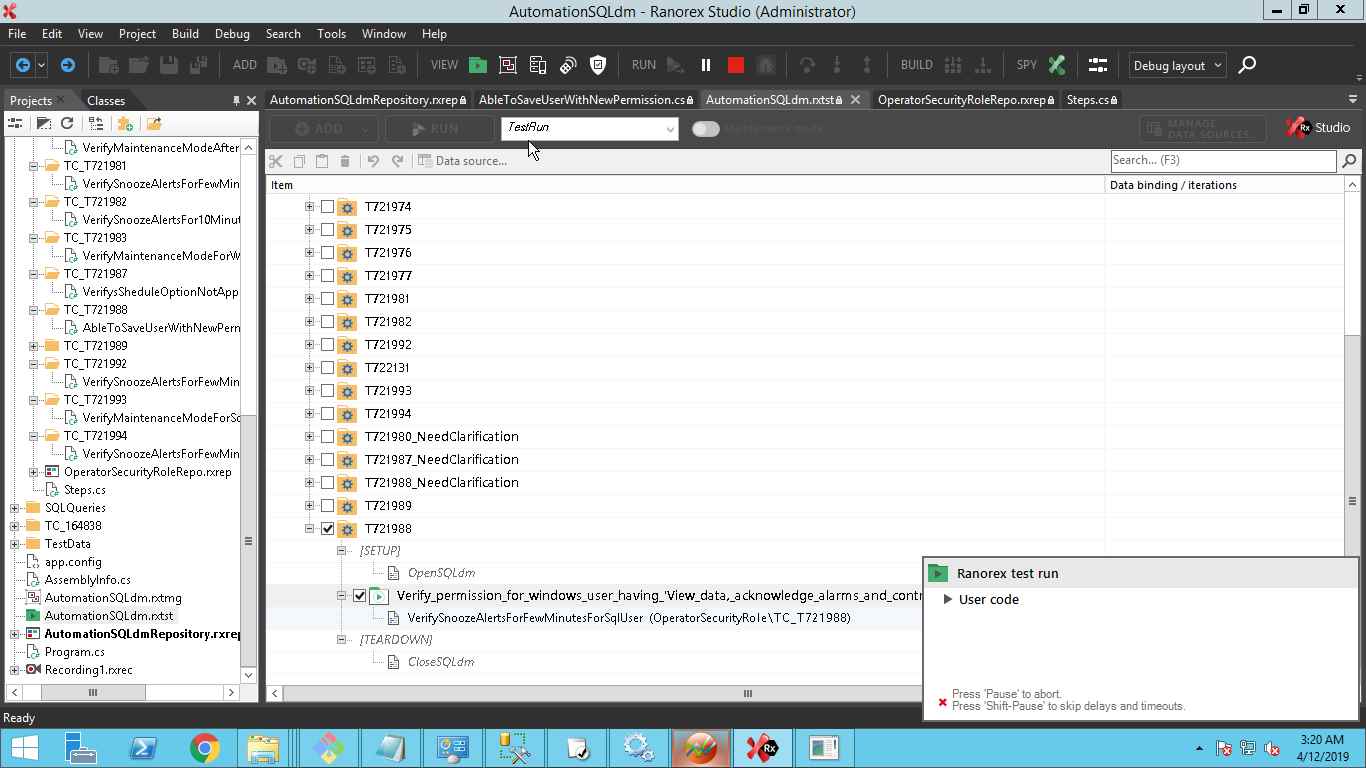 AutomationSQLdm - Ranorex Studio (Administrator)
File Edit View Project Build Debug Search Tools Window Help
ADD VIEW RUN BUILD SPY Debug layout
Projects Classes
AutomationSQLdmRepository.rxrep AbleToSaveUserWithNewPermission.cs AutomationSQLdm.rxtst OperatorSecurityRoleRepo.rxrep Steps.cs
ADD RUN TestRun Maintenance mode MANAGE DATA SOURCES... Rx Studio
Data source... Search... (F3)
Item Data binding / iterations
VerifyMaintenanceModeAfter
TC_T721981
VerifySnoozeAlertsForFewMin
TC_T721982
VerifySnoozeAlertsFor10Minut
TC_T721983
VerifyMaintenanceModeForW
TC_T721987
VerifysSheduleOptionNotApp
TC_T721988
AbleToSaveUserWithNewPern
TC_T721989
TC_T721992
VerifySnoozeAlertsForFewMin
TC_T721993
VerifyMaintenanceModeForSc
TC_T721994
VerifySnoozeAlertsForFewMin
OperatorSecurityRoleRepo.rxrep
Steps.cs
SQLQueries
TC_164838
TestData
app.config
AssemblyInfo.cs
AutomationSQLdm.rxtmg
AutomationSQLdm.rxtst
AutomationSQLdmRepository.rxrep
Program.cs
Recording1.rxrec
T721974
T721975
T721976
T721977
T721981
T721982
T721992
T722131
T721993
T721994
T721980_NeedClarification
T721987_NeedClarification
T721988_NeedClarification
T721989
T721988
[SETUP]
OpenSQLdm
Verify_permission_for_windows_user_having_'View_data,_acknowledge_alarms_and_contr
VerifySnoozeAlertsForFewMinutesForSqlUser (OperatorSecurityRole\TC_T721988)
[TEARDOWN]
CloseSQLdm
Ranorex test run
User code
Press 'Pause' to abort.
Press 'Shift-Pause' to skip delays and timeouts.
Ready
Rx
3:20 AM
4/12/2019